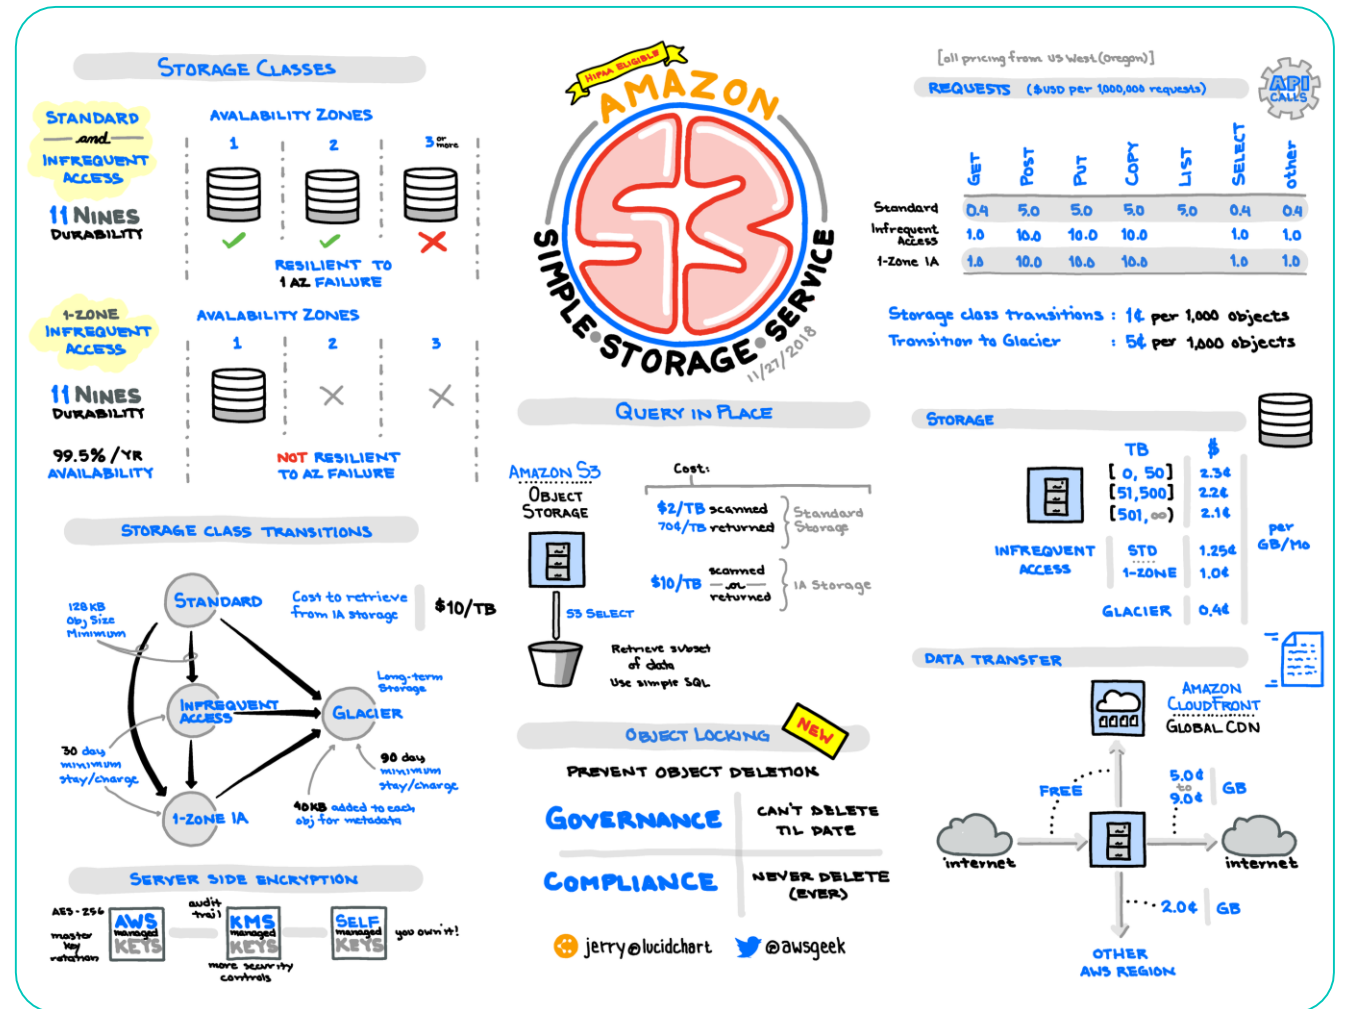 STORAGE CLASSES
STANDARD
and
INFREQUENT
ACCESS
11 NINES
DURABILITY
AVALABILITY ZONES
1
2
3 or more
RESILIENT TO
1 AZ FAILURE
1-ZONE
INFREQUENT
ACCESS
11 NINES
DURABILITY
99.5% /YR
AVAILABILITY
AVALABILITY ZONES
1
2
3
NOT RESILIENT
TO AZ FAILURE
STORAGE CLASS TRANSITIONS
128KB
Obj Size
Minimum
STANDARD
Cost to retrieve
from IA storage
$10/TB
INFREQUENT
ACCESS
Long-term
Storage
GLACIER
30 day
minimum
stay/charge
90 day
minimum
stay/charge
1-ZONE IA
40KB added to each
obj for metadata
SERVER SIDE ENCRYPTION
AES-256
master
key
rotation
AWS
managed
KEYS
audit
trail
KMS
managed
KEYS
more security
controls
SELF
managed
KEYS
you own it!
HIPAA ELIGIBLE
AMAZON
S3
SIMPLE • STORAGE • SERVICE
11/27/2018
QUERY IN PLACE
AMAZON S3
OBJECT
STORAGE
S3 SELECT
Retrieve subset
of data
Use simple SQL
Cost:
$2/TB scanned
70¢/TB returned
Standard
Storage
$10/TB
scanned
or
returned
IA Storage
OBJECT LOCKING
NEW
PREVENT OBJECT DELETION
GOVERNANCE
CAN'T DELETE
TIL DATE
COMPLIANCE
NEVER DELETE
(EVER)
jerry@lucidchart
@awsgeek
[all pricing from US West (Oregon)]
REQUESTS ($USD per 1,000,000 requests)
API
CALLS
GET POST PUT COPY LIST SELECT other
Standard 0.4 5.0 5.0 5.0 5.0 0.4 0.4
Infrequent
Access 1.0 10.0 10.0 10.0 1.0 1.0
1-Zone IA 1.0 10.0 10.0 10.0 1.0 1.0
Storage class transitions : 1¢ per 1,000 objects
Transition to Glacier : 5¢ per 1,000 objects
STORAGE
TB $
[0, 50] 2.3¢
[51,500] 2.2¢
[501,∞) 2.1¢
INFREQUENT
ACCESS
STD 1.25¢
1-ZONE 1.0¢
GLACIER 0.4¢
per
GB/Mo
DATA TRANSFER
AMAZON
CLOUDFRONT
GLOBAL CDN
FREE
5.0¢
to
9.0¢
GB
internet
internet
2.0¢ GB
OTHER
AWS REGION